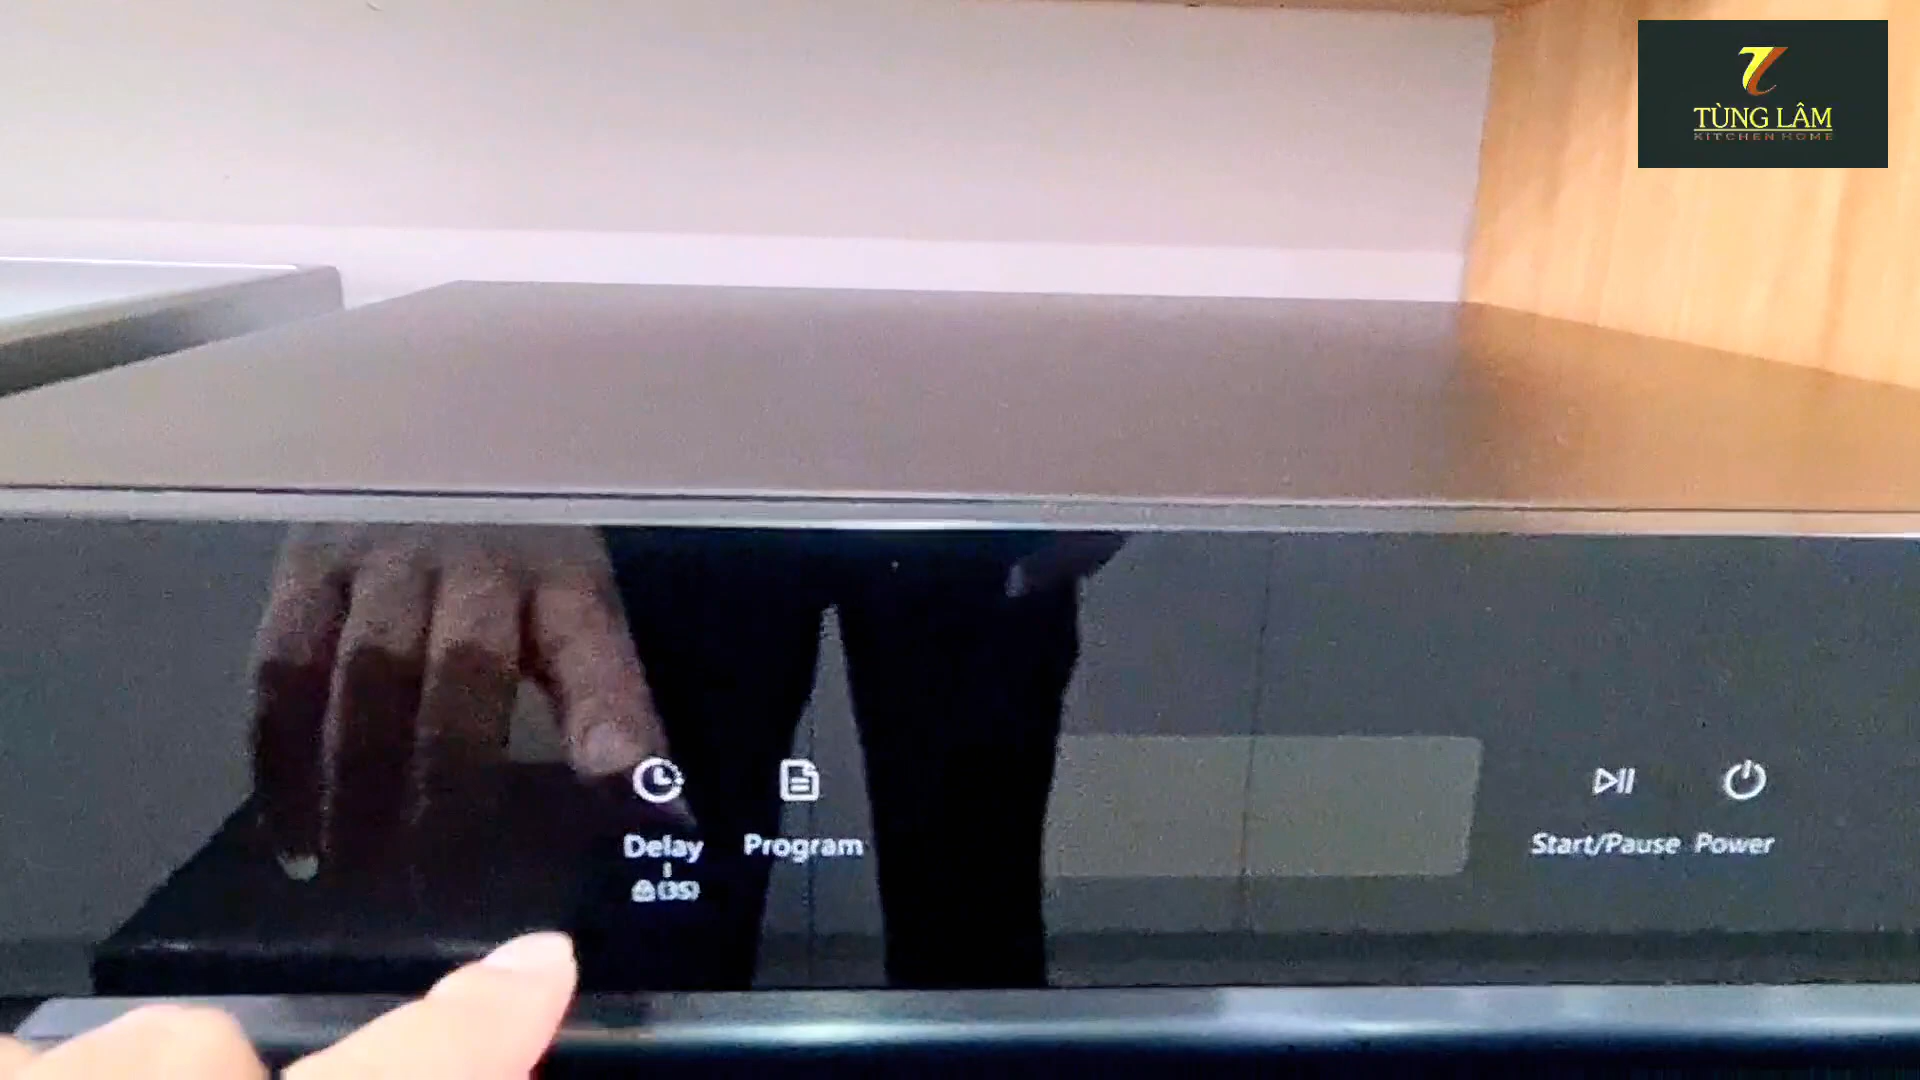 TÙNG LÂM
KITCHEN HOME
Delay
(3S)
Program
Start/Pause
Power